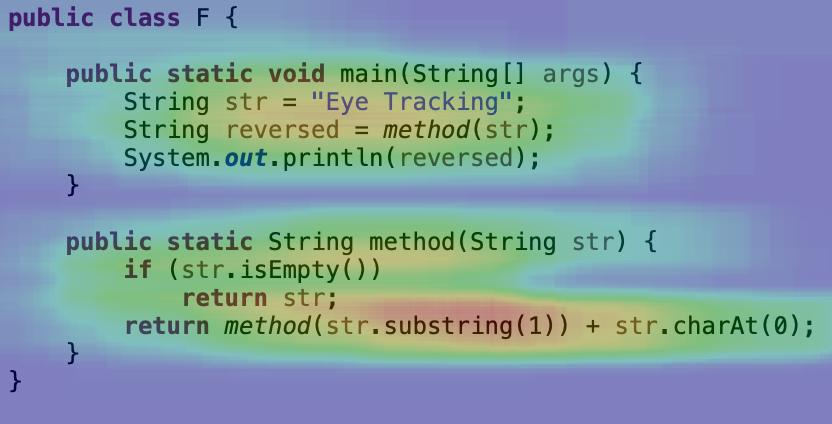 public class F {
    public static void main(String[] args) {
        String str = "Eye Tracking";
        String reversed = method(str);
        System.out.println(reversed);
    }
    public static String method(String str) {
        if (str.isEmpty())
            return str;
        return method(str.substring(1)) + str.charAt(0);
    }
}